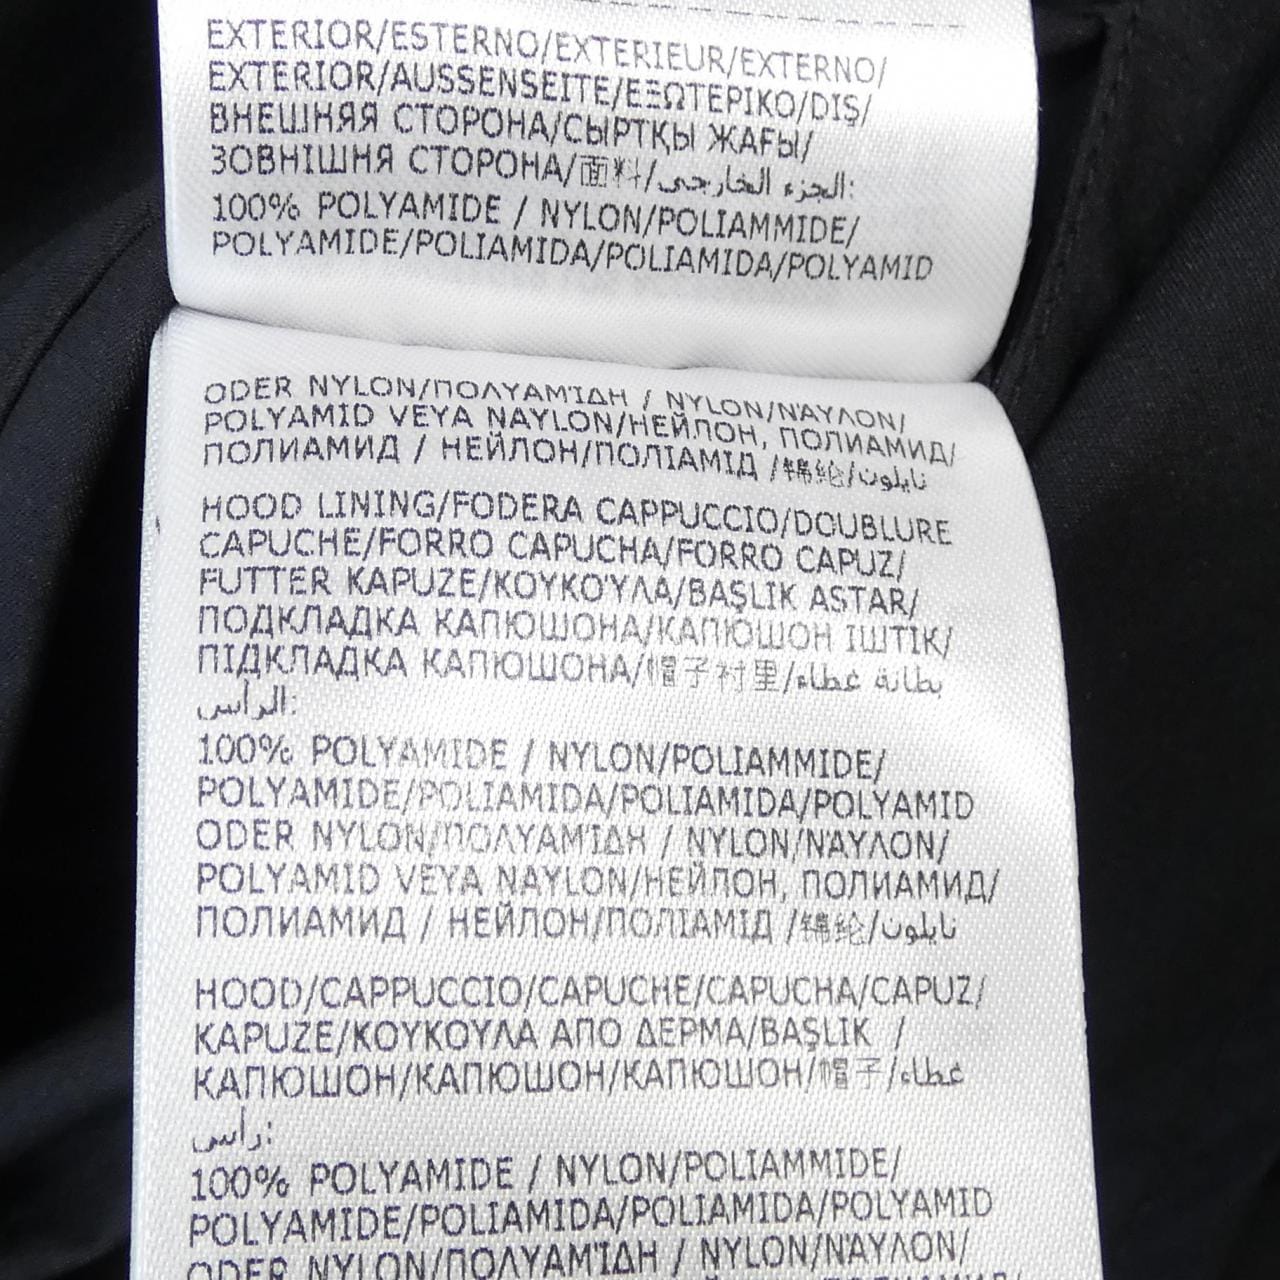 EXTERIOR/ESTERNO/EXTERIEUR/EXTERNO/
EXTERIOR/AUSSENSEITE/ΕΞΩΤΕΡΙΚΟ/DIŞ/
ВНЕШНЯЯ СТОРОНА/СЫРТҚЫ ЖАҒЫ/
ЗОВНІШНЯ СТОРОНА/面料/الجزء الخارجي:
100% POLYAMIDE / NYLON/POLIAMMIDE/
POLYAMIDE/POLIAMIDA/POLIAMIDA/POLYAMID
ODER NYLON/ΠΟΛΥΑΜΊΔΗ / NYLON/ΝΆΥΛΟΝ/
POLYAMID VEYA NAYLON/НЕЙЛОН, ПОЛИАМИД/
ПОЛИАМИД / НЕЙЛОН/ПОЛІАМІД /锦纶/نايلون
HOOD LINING/FODERA CAPPUCCIO/DOUBLURE
CAPUCHE/FORRO CAPUCHA/FORRO CAPUZ/
FUTTER KAPUZE/ΚΟΥΚΟΎΛΑ/BAŞLIK ASTAR/
ПОДКЛАДКА КАПЮШОНА/КАПЮШОН ІШТІК/
ПІДКЛАДКА КАПЮШОНА/帽子衬里/بطانة غطاء
الرأس:
100% POLYAMIDE / NYLON/POLIAMMIDE/
POLYAMIDE/POLIAMIDA/POLIAMIDA/POLYAMID
ODER NYLON/ΠΟΛΥΑΜΊΔΗ / NYLON/ΝΆΥΛΟΝ/
POLYAMID VEYA NAYLON/НЕЙЛОН, ПОЛИАМИД/
ПОЛИАМИД / НЕЙЛОН/ПОЛІАМІД /锦纶/نايلون
HOOD/CAPPUCCIO/CAPUCHE/CAPUCHA/CAPUZ/
KAPUZE/ΚΟΥΚΟΥΛΑ ΑΠΟ ΔΕΡΜΑ/BAŞLIK /
КАПЮШОН/КАПЮШОН/КАПЮШОН/帽子/غطاء
رأس:
100% POLYAMIDE / NYLON/POLIAMMIDE/
POLYAMIDE/POLIAMIDA/POLIAMIDA/POLYAMID
ODER NYLON/ΠΟΛΥΑΜΊΔΗ / NYLON/ΝΆΥΛΟΝ/